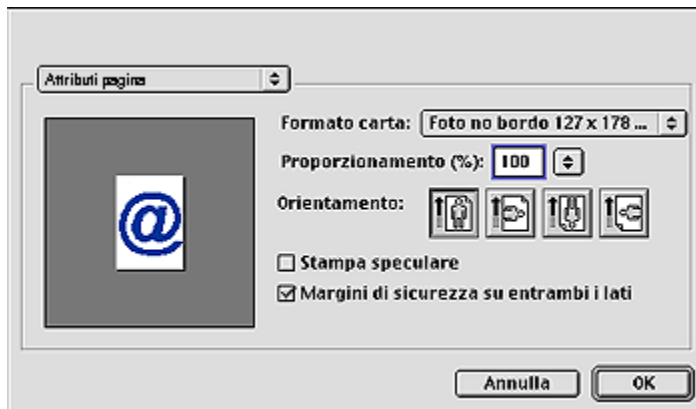 Attributi pagina
Formato carta: Foto no bordo 127 x 178 ...
Proporzionamento (%): 100
Orientamento:
@
Stampa speculare
Margini di sicurezza su entrambi i lati
Annulla OK